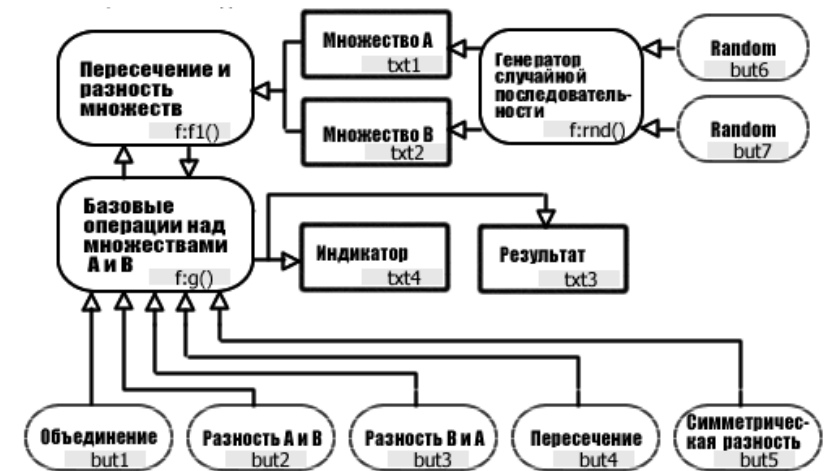 Множество А
txt1
Генератор
случайной
последователь-
ности
f:rnd()
Random
but6
Пересечение и
разность
множеств
f:f1()
Множество В
txt2
Random
but7
Базовые
операции над
множествами
А и В
f:g()
Индикатор
txt4
Результат
txt3
Объединение
but1
Разность А и В
but2
Разность В и А
but3
Пересечение
but4
Симметричес-
кая разность
but5